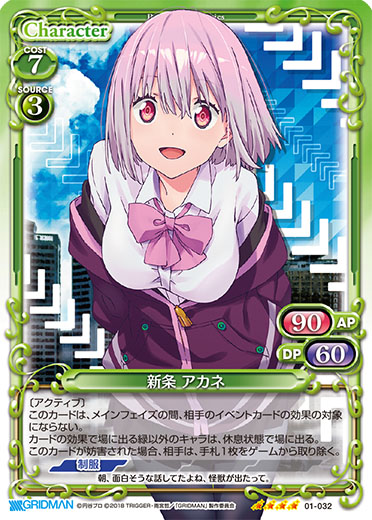 Character
COST
7
SOURCE
3
90 AP
DP 60
新条 アカネ
［アクティブ］
このカードは、メインフェイズの間、相手のイベントカードの効果の対象
にならない。
カードの効果で場に出る緑以外のキャラは、休息状態で場に出る。
このカードが妨害された場合、相手は、手札1枚をゲームから取り除く。
制服
朝、面白そうな話してたよね、怪獣が出たって。
GRIDMAN
©円谷プロ ©2018 TRIGGER・雨宮哲/「GRIDMAN」製作委員会
01-032